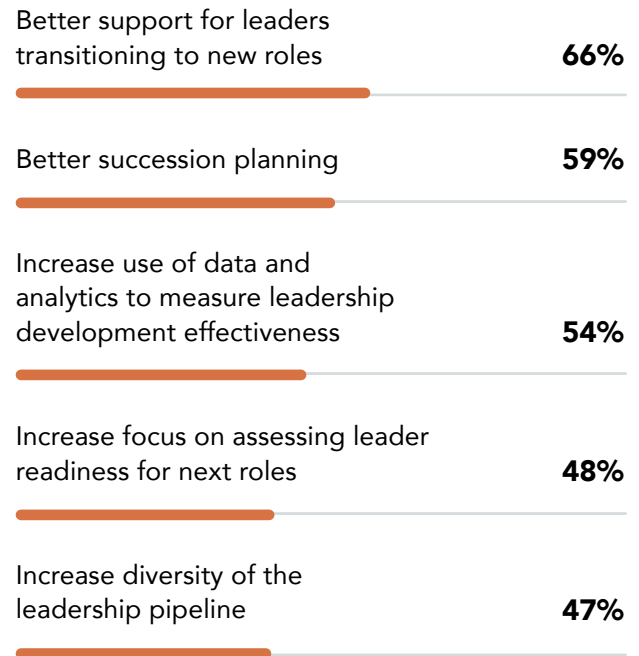 Better support for leaders
transitioning to new roles 66%
Better succession planning 59%
Increase use of data and
analytics to measure leadership
development effectiveness 54%
Increase focus on assessing leader
readiness for next roles 48%
Increase diversity of the
leadership pipeline 47%